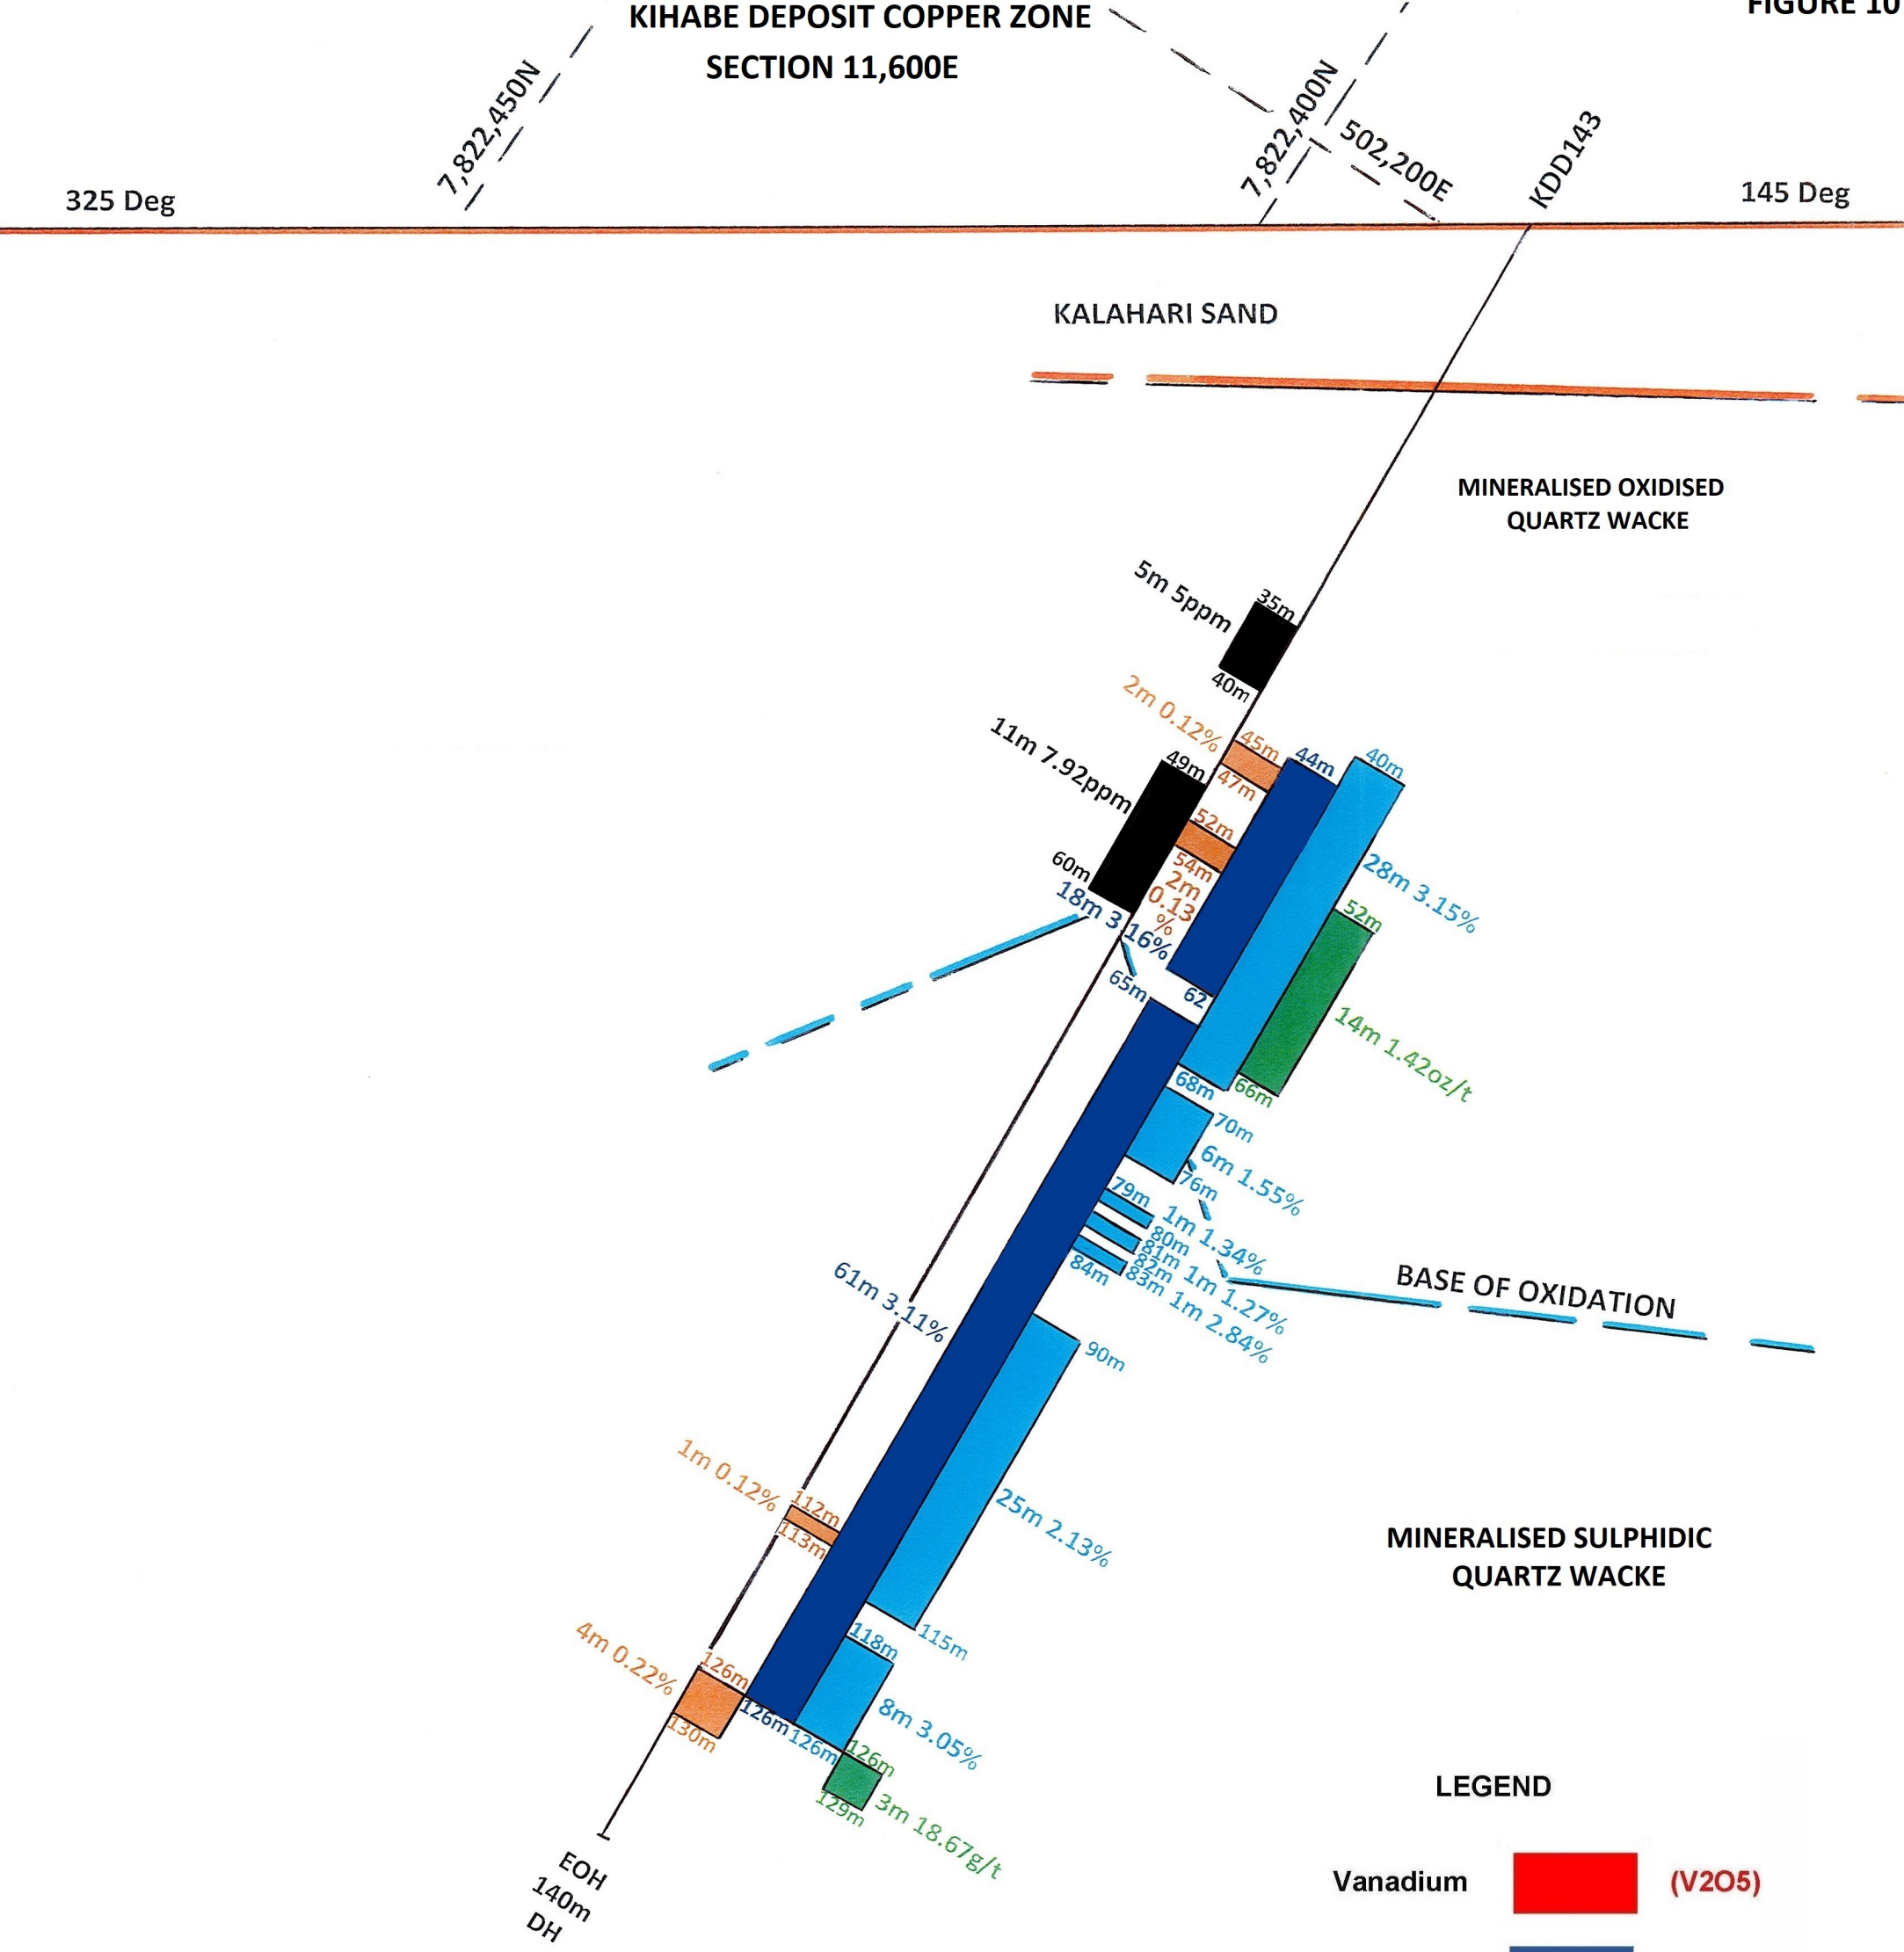 KIHABE DEPOSIT COPPER ZONE
SECTION 11,600E
FIGURE 10
7,822,450N
7,822,400N
502,200E
KDD143
325 Deg
145 Deg
KALAHARI SAND
MINERALISED OXIDISED
QUARTZ WACKE
35m
5m 5ppm
40m
2m 0.12%
45m
47m
44m
40m
11m 7.92ppm
49m
52m
54m
2m
0.13
%
60m
18m 3.16%
28m 3.15%
52m
62
65m
14m 1.42oz/t
68m
66m
70m
6m 1.55%
76m
79m
1m 1.34%
80m
81m
82m 1m 1.27%
84m
83m 1m 2.84%
BASE OF OXIDATION
61m 3.11%
90m
25m 2.13%
1m 0.12%
112m
113m
MINERALISED SULPHIDIC
QUARTZ WACKE
115m
118m
4m 0.22%
126m
130m
126m
126m
8m 3.05%
126m
129m
3m 18.67g/t
EOH
140m
DH
LEGEND
Vanadium
(V2O5)